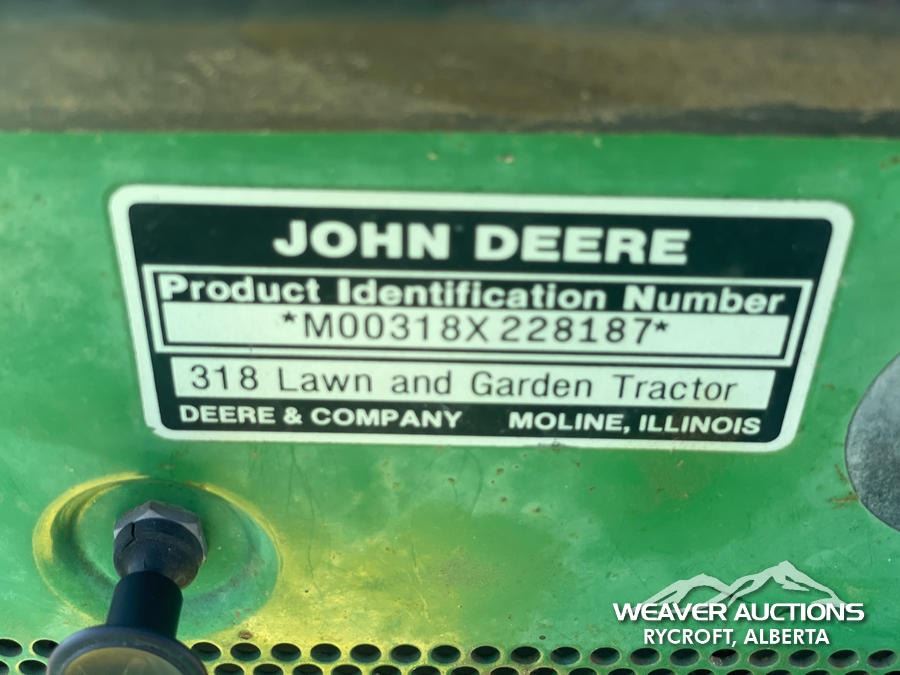 JOHN DEERE
Product Identification Number
*M00318X228187*
318 Lawn and Garden Tractor
DEERE & COMPANY MOLINE, ILLINOIS
WEAVER AUCTIONS
RYCROFT, ALBERTA